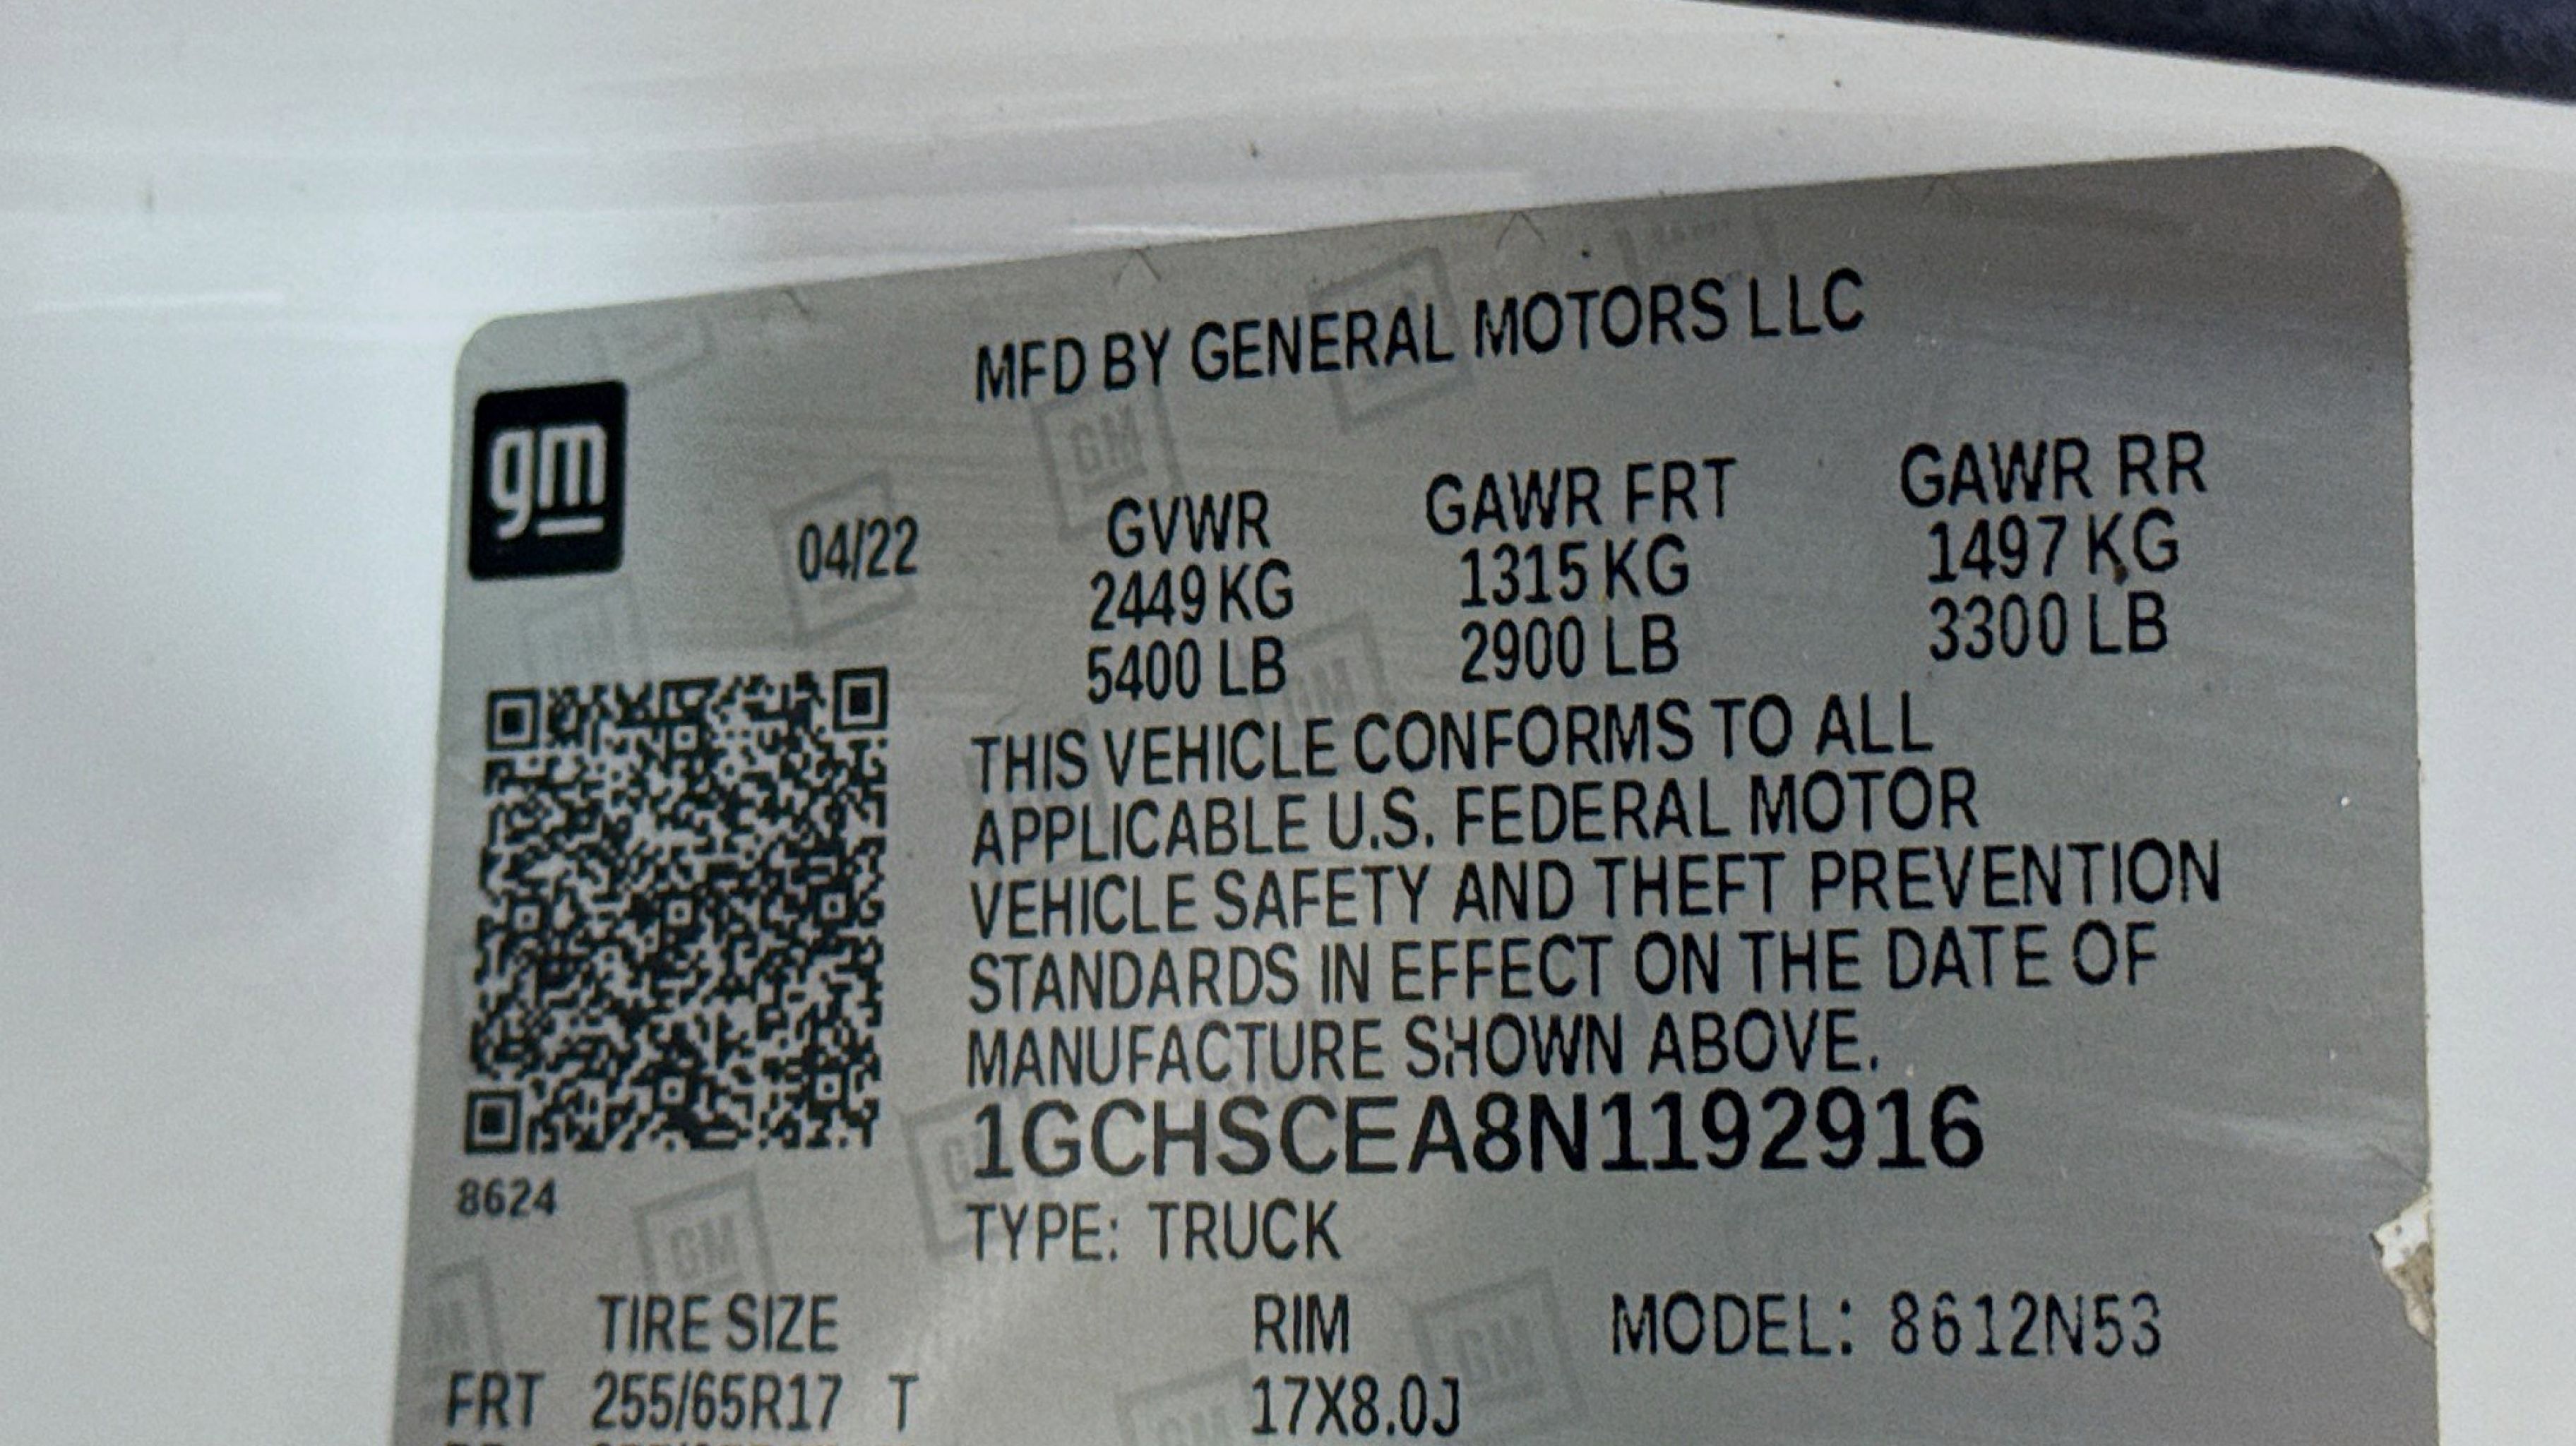 MFD BY GENERAL MOTORS LLC
gm
04/22
GVWR GAWR FRT GAWR RR
2449 KG 1315 KG 1497 KG
5400 LB 2900 LB 3300 LB
THIS VEHICLE CONFORMS TO ALL
APPLICABLE U.S. FEDERAL MOTOR
VEHICLE SAFETY AND THEFT PREVENTION
STANDARDS IN EFFECT ON THE DATE OF
MANUFACTURE SHOWN ABOVE.
1GCHSCEA8N1192916
8624
TYPE: TRUCK
TIRE SIZE RIM MODEL: 8612N53
FRT 255/65R17 T 17X8.0J